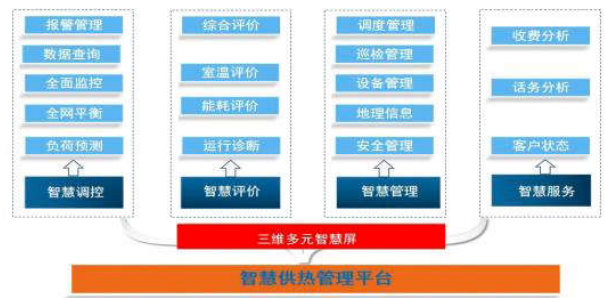 报警管理
数据查询
全面监控
全网平衡
负荷预测
智慧调控
综合评价
室温评价
能耗评价
运行诊断
智慧评价
调度管理
巡检管理
设备管理
地理信息
安全管理
智慧管理
收费分析
话务分析
客户状态
智慧服务
三维多元智慧屏
智慧供热管理平台